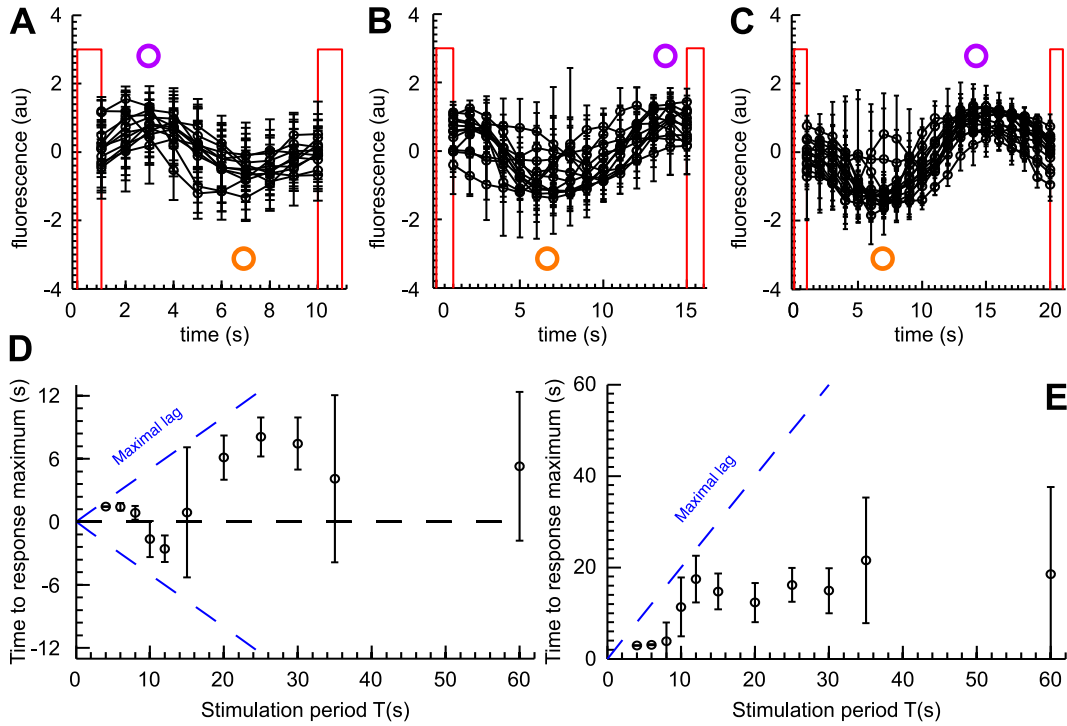 A
B
C
4
2
0
-2
-4
fluorescence (au)
0 2 4 6 8 10
time (s)
4
2
0
-2
-4
fluorescence (au)
0 5 10 15
time (s)
4
2
0
-2
-4
fluorescence (au)
0 5 10 15 20
time (s)
D
12
6
0
-6
-12
Time to response maximum (s)
Maximal lag
0 10 20 30 40 50 60
Stimulation period T(s)
E
60
40
20
0
Time to response maximum (s)
Maximal lag
0 10 20 30 40 50 60
Stimulation period T(s)